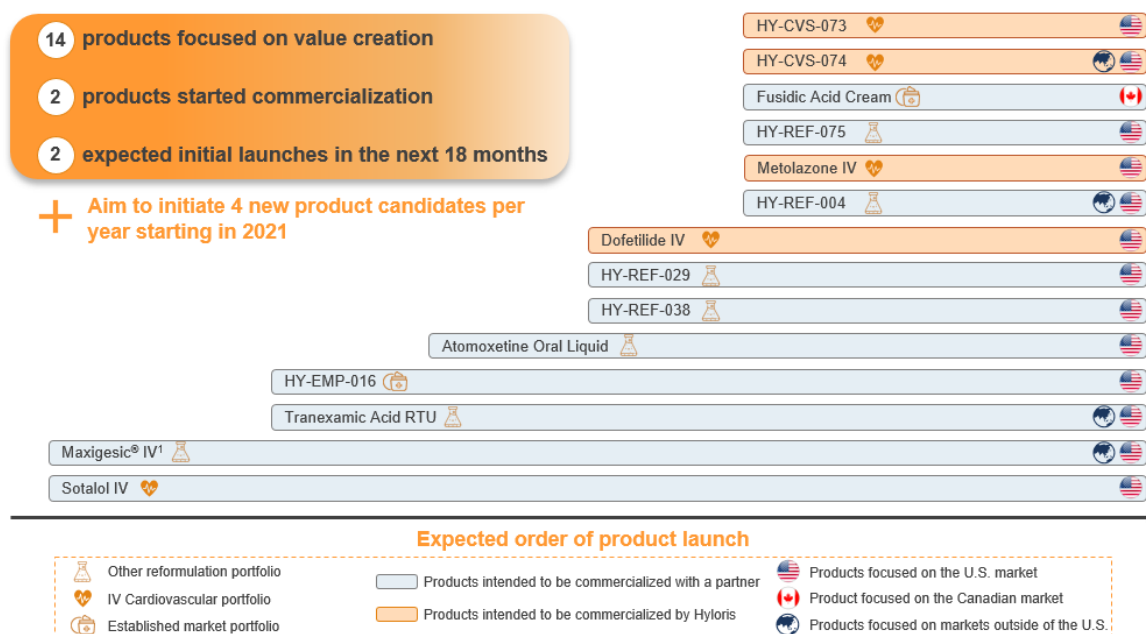 14 products focused on value creation
2 products started commercialization
2 expected initial launches in the next 18 months
+ Aim to initiate 4 new product candidates per
year starting in 2021
HY-CVS-073
HY-CVS-074
Fusidic Acid Cream
HY-REF-075
Metolazone IV
HY-REF-004
Dofetilide IV
HY-REF-029
HY-REF-038
Atomoxetine Oral Liquid
HY-EMP-016
Tranexamic Acid RTU
Maxigesic® IV¹
Sotalol IV
Expected order of product launch
Other reformulation portfolio
IV Cardiovascular portfolio
Established market portfolio
Products intended to be commercialized with a partner
Products intended to be commercialized by Hyloris
Products focused on the U.S. market
Product focused on the Canadian market
Products focused on markets outside of the U.S.